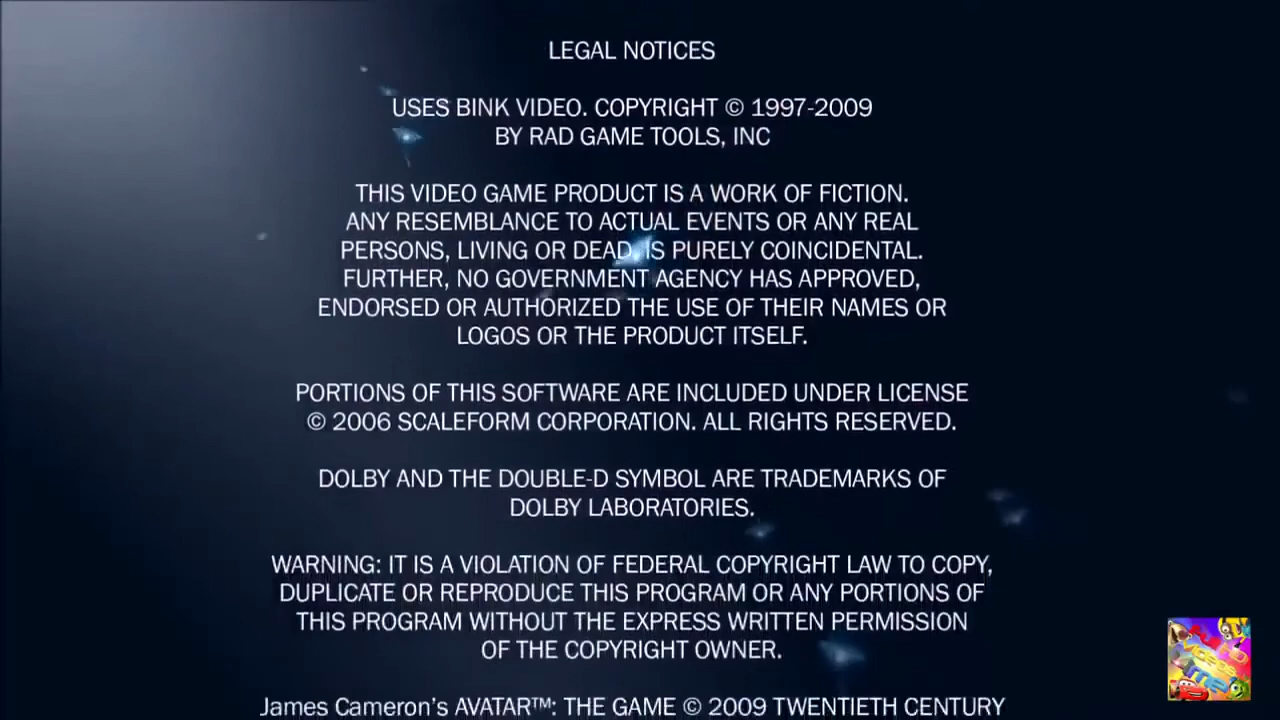 LEGAL NOTICES
USES BINK VIDEO. COPYRIGHT © 1997-2009
BY RAD GAME TOOLS, INC
THIS VIDEO GAME PRODUCT IS A WORK OF FICTION.
ANY RESEMBLANCE TO ACTUAL EVENTS OR ANY REAL
PERSONS, LIVING OR DEAD, IS PURELY COINCIDENTAL.
FURTHER, NO GOVERNMENT AGENCY HAS APPROVED,
ENDORSED OR AUTHORIZED THE USE OF THEIR NAMES OR
LOGOS OR THE PRODUCT ITSELF.
PORTIONS OF THIS SOFTWARE ARE INCLUDED UNDER LICENSE
© 2006 SCALEFORM CORPORATION. ALL RIGHTS RESERVED.
DOLBY AND THE DOUBLE-D SYMBOL ARE TRADEMARKS OF
DOLBY LABORATORIES.
WARNING: IT IS A VIOLATION OF FEDERAL COPYRIGHT LAW TO COPY,
DUPLICATE OR REPRODUCE THIS PROGRAM OR ANY PORTIONS OF
THIS PROGRAM WITHOUT THE EXPRESS WRITTEN PERMISSION
OF THE COPYRIGHT OWNER.
James Cameron's AVATAR™: THE GAME © 2009 TWENTIETH CENTURY